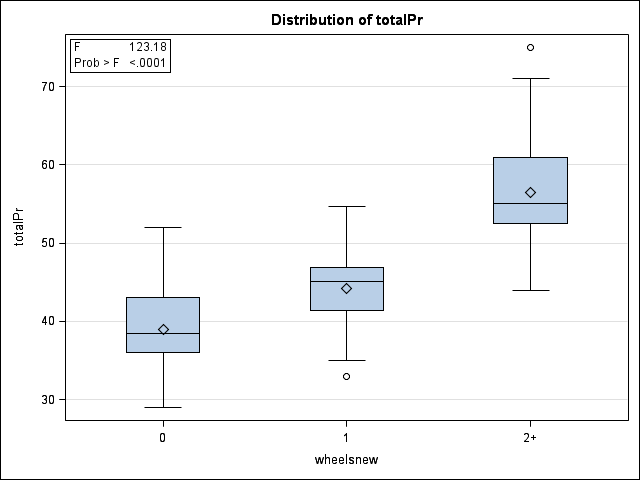 Distribution of totalPr
F 123.18
Prob > F <.0001
70
60
50
40
30
totalPr
0 1 2+
wheelsnew